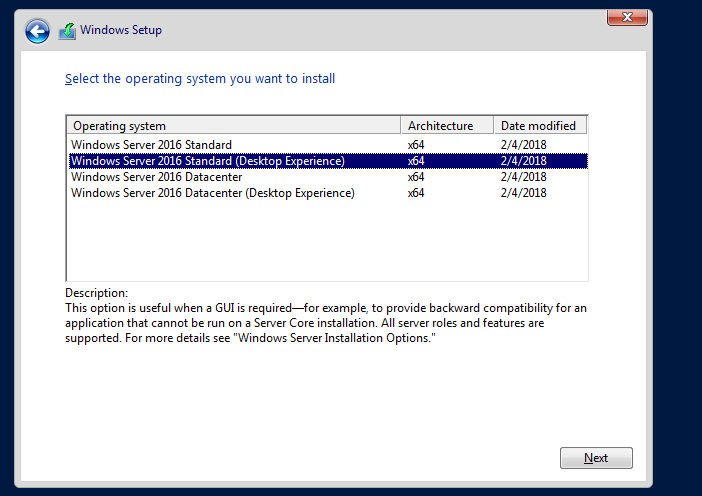 Windows Setup
Select the operating system you want to install
Operating system Architecture Date modified
Windows Server 2016 Standard x64 2/4/2018
Windows Server 2016 Standard (Desktop Experience) x64 2/4/2018
Windows Server 2016 Datacenter x64 2/4/2018
Windows Server 2016 Datacenter (Desktop Experience) x64 2/4/2018
Description:
This option is useful when a GUI is required—for example, to provide backward compatibility for an
application that cannot be run on a Server Core installation. All server roles and features are
supported. For more details see "Windows Server Installation Options."
Next